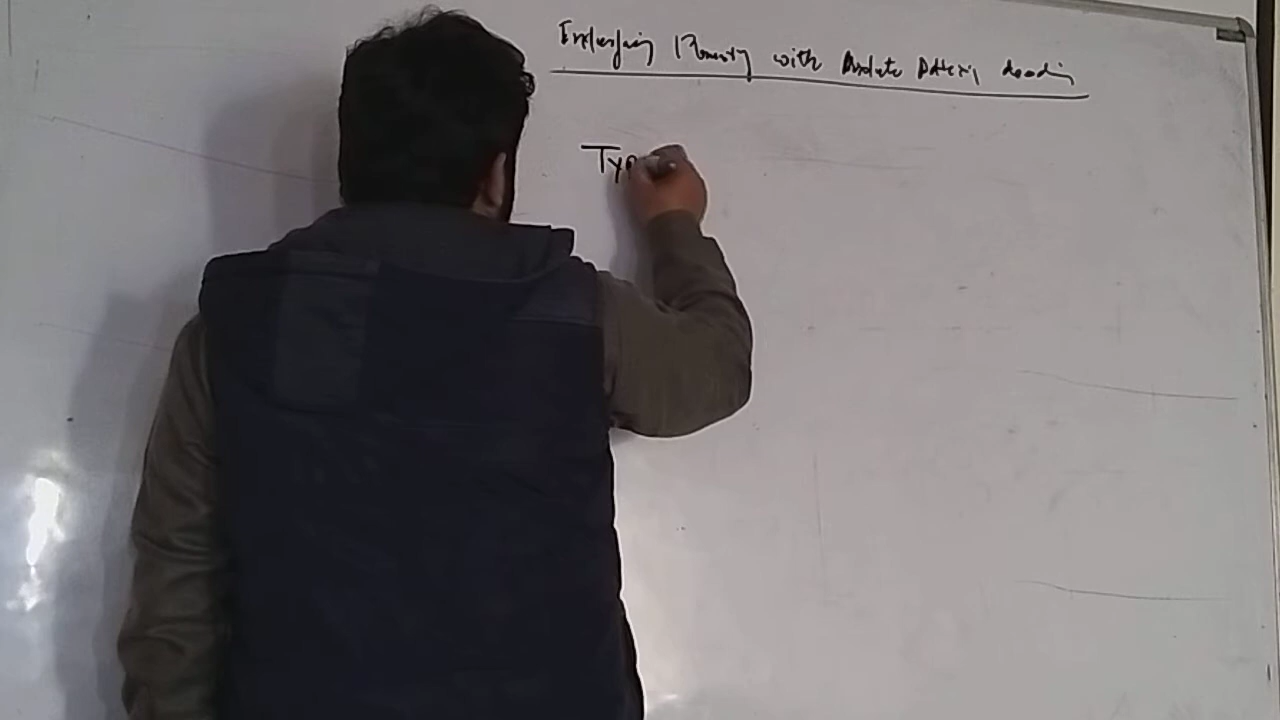 Interfacing Memory with Absolute Address decoding
Typ